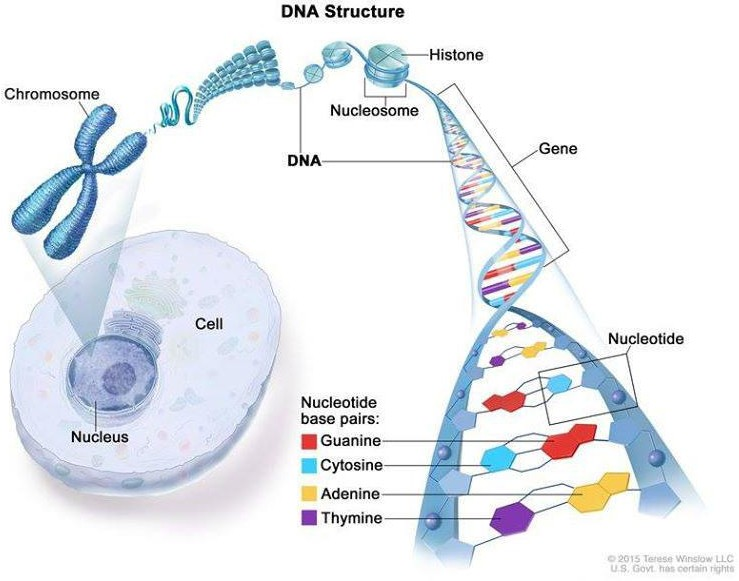 DNA Structure
Histone
Chromosome
Nucleosome
Gene
DNA
Cell
Nucleotide
Nucleotide
base pairs:
Guanine
Cytosine
Adenine
Thymine
Nucleus
© 2015 Terese Winslow LLC
U.S. Govt. has certain rights